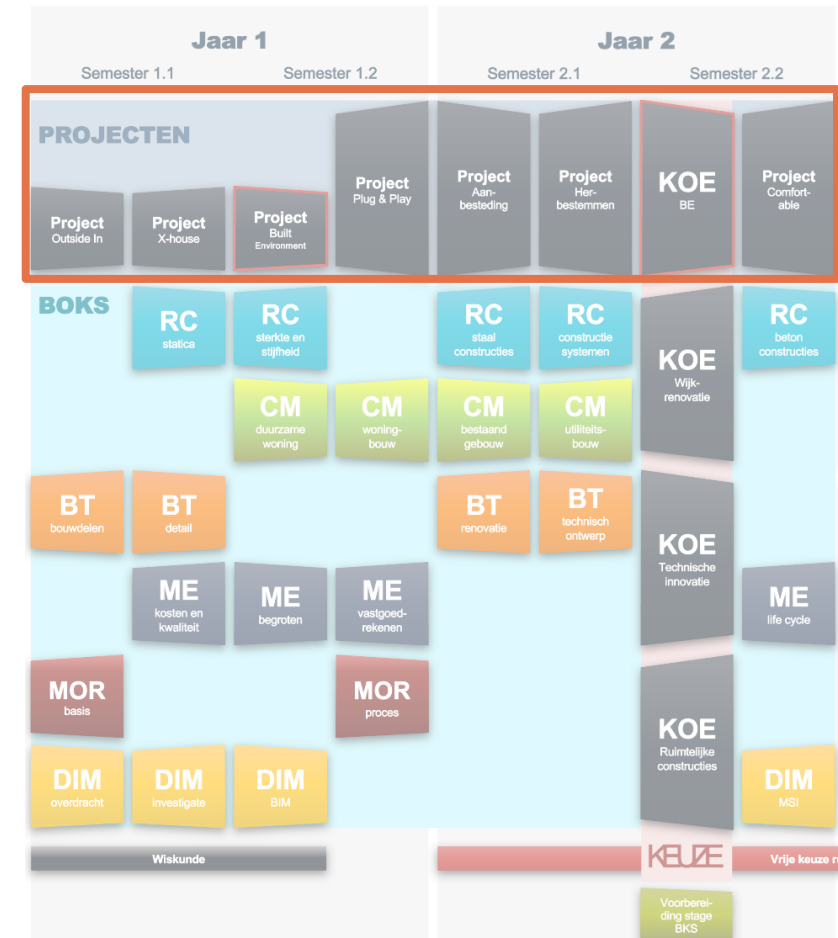 Jaar 1
Jaar 2
Semester 1.1
Semester 1.2
Semester 2.1
Semester 2.2
PROJECTEN
Project
Outside In
Project
X-house
Project
Built
Environment
Project
Plug & Play
Project
Aan-
besteding
Project
Her-
bestemmen
KOE
BE
Project
Comfort-
able
BOKS
RC
statica
RC
sterkte en
stijfheid
RC
staal
constructies
RC
constructie
systemen
KOE
Wijk-
renovatie
RC
beton
constructies
CM
duurzame
woning
CM
woning-
bouw
CM
bestaand
gebouw
CM
utiliteits-
bouw
BT
bouwdelen
BT
detail
BT
renovatie
BT
technisch
ontwerp
KOE
Technische
innovatie
ME
kosten en
kwaliteit
ME
begroten
ME
vastgoed-
rekenen
ME
life cycle
MOR
basis
MOR
proces
KOE
Ruimtelijke
constructies
DIM
overdracht
DIM
investigate
DIM
BIM
DIM
MSI
Wiskunde
KEUZE
Vrije keuze
Voorberei-
ding stage
BKS